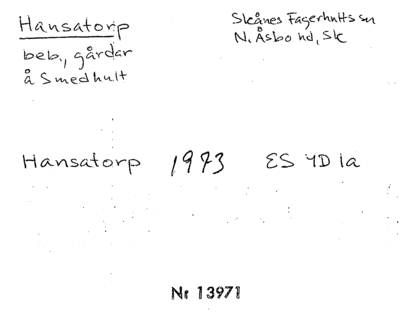 Hansatorp
beb., gårdar
å Smedhult
Skånes Fagerhults sn
N. Åsbo hd, Sk
Hansatorp 1973 ES 4D 1a
Nr 13971